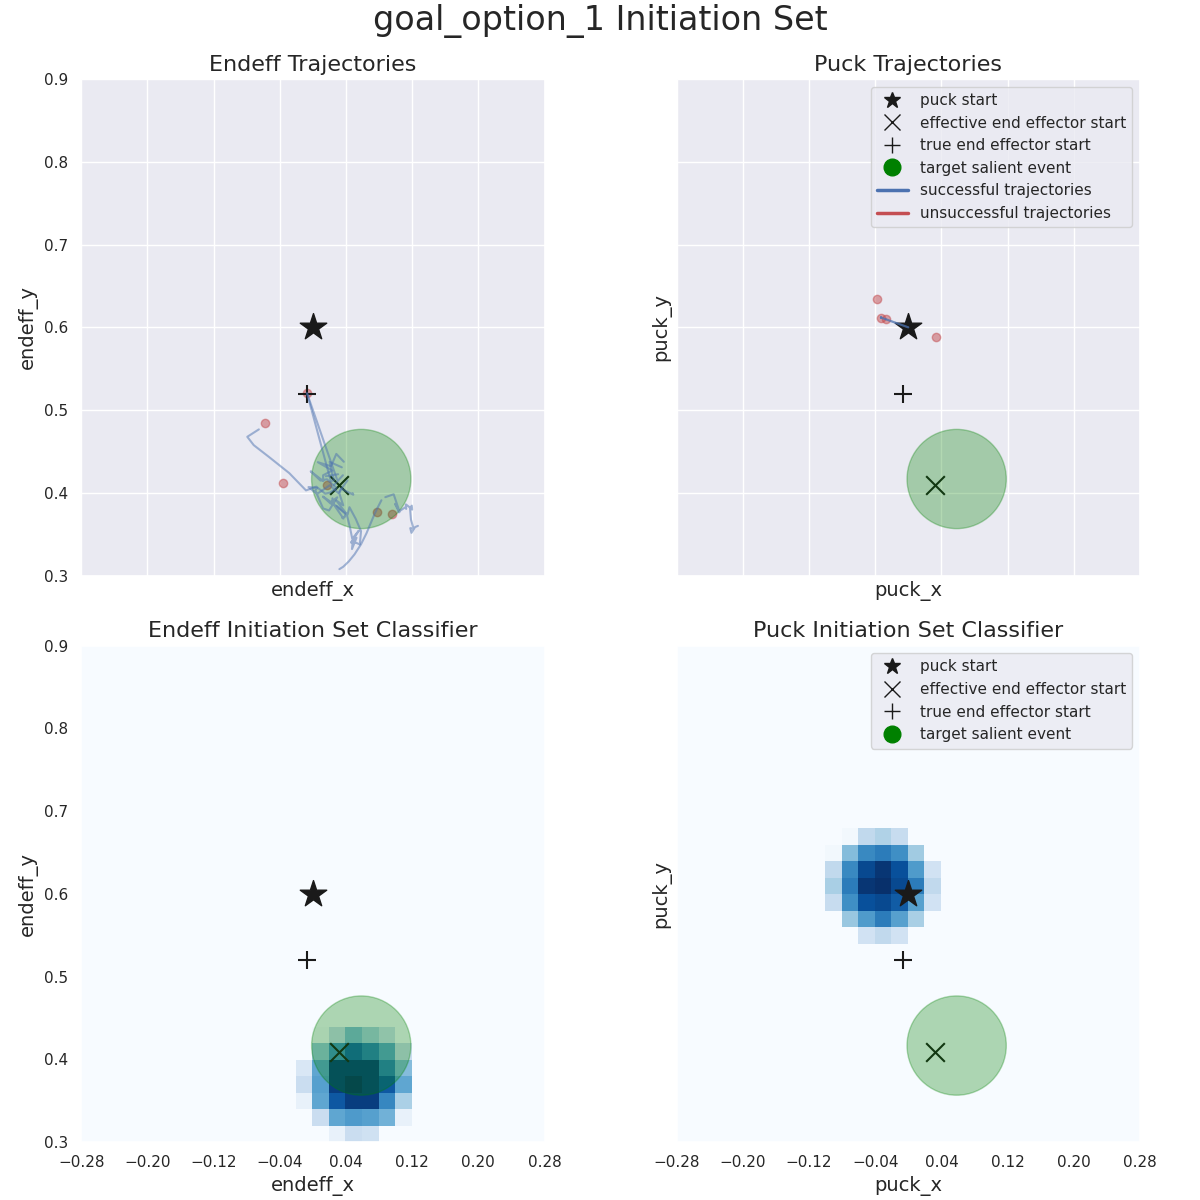 goal_option_1 Initiation Set
Endeff Trajectories
Puck Trajectories
0.9
0.8
0.7
0.6
0.5
0.4
0.3
endeff_y
endeff_x
puck_y
puck start
effective end effector start
true end effector start
target salient event
successful trajectories
unsuccessful trajectories
puck_x
Endeff Initiation Set Classifier
Puck Initiation Set Classifier
0.9
0.8
0.7
0.6
0.5
0.4
0.3
endeff_y
−0.28 −0.20 −0.12 −0.04 0.04 0.12 0.20 0.28
endeff_x
puck_y
puck start
effective end effector start
true end effector start
target salient event
−0.28 −0.20 −0.12 −0.04 0.04 0.12 0.20 0.28
puck_x